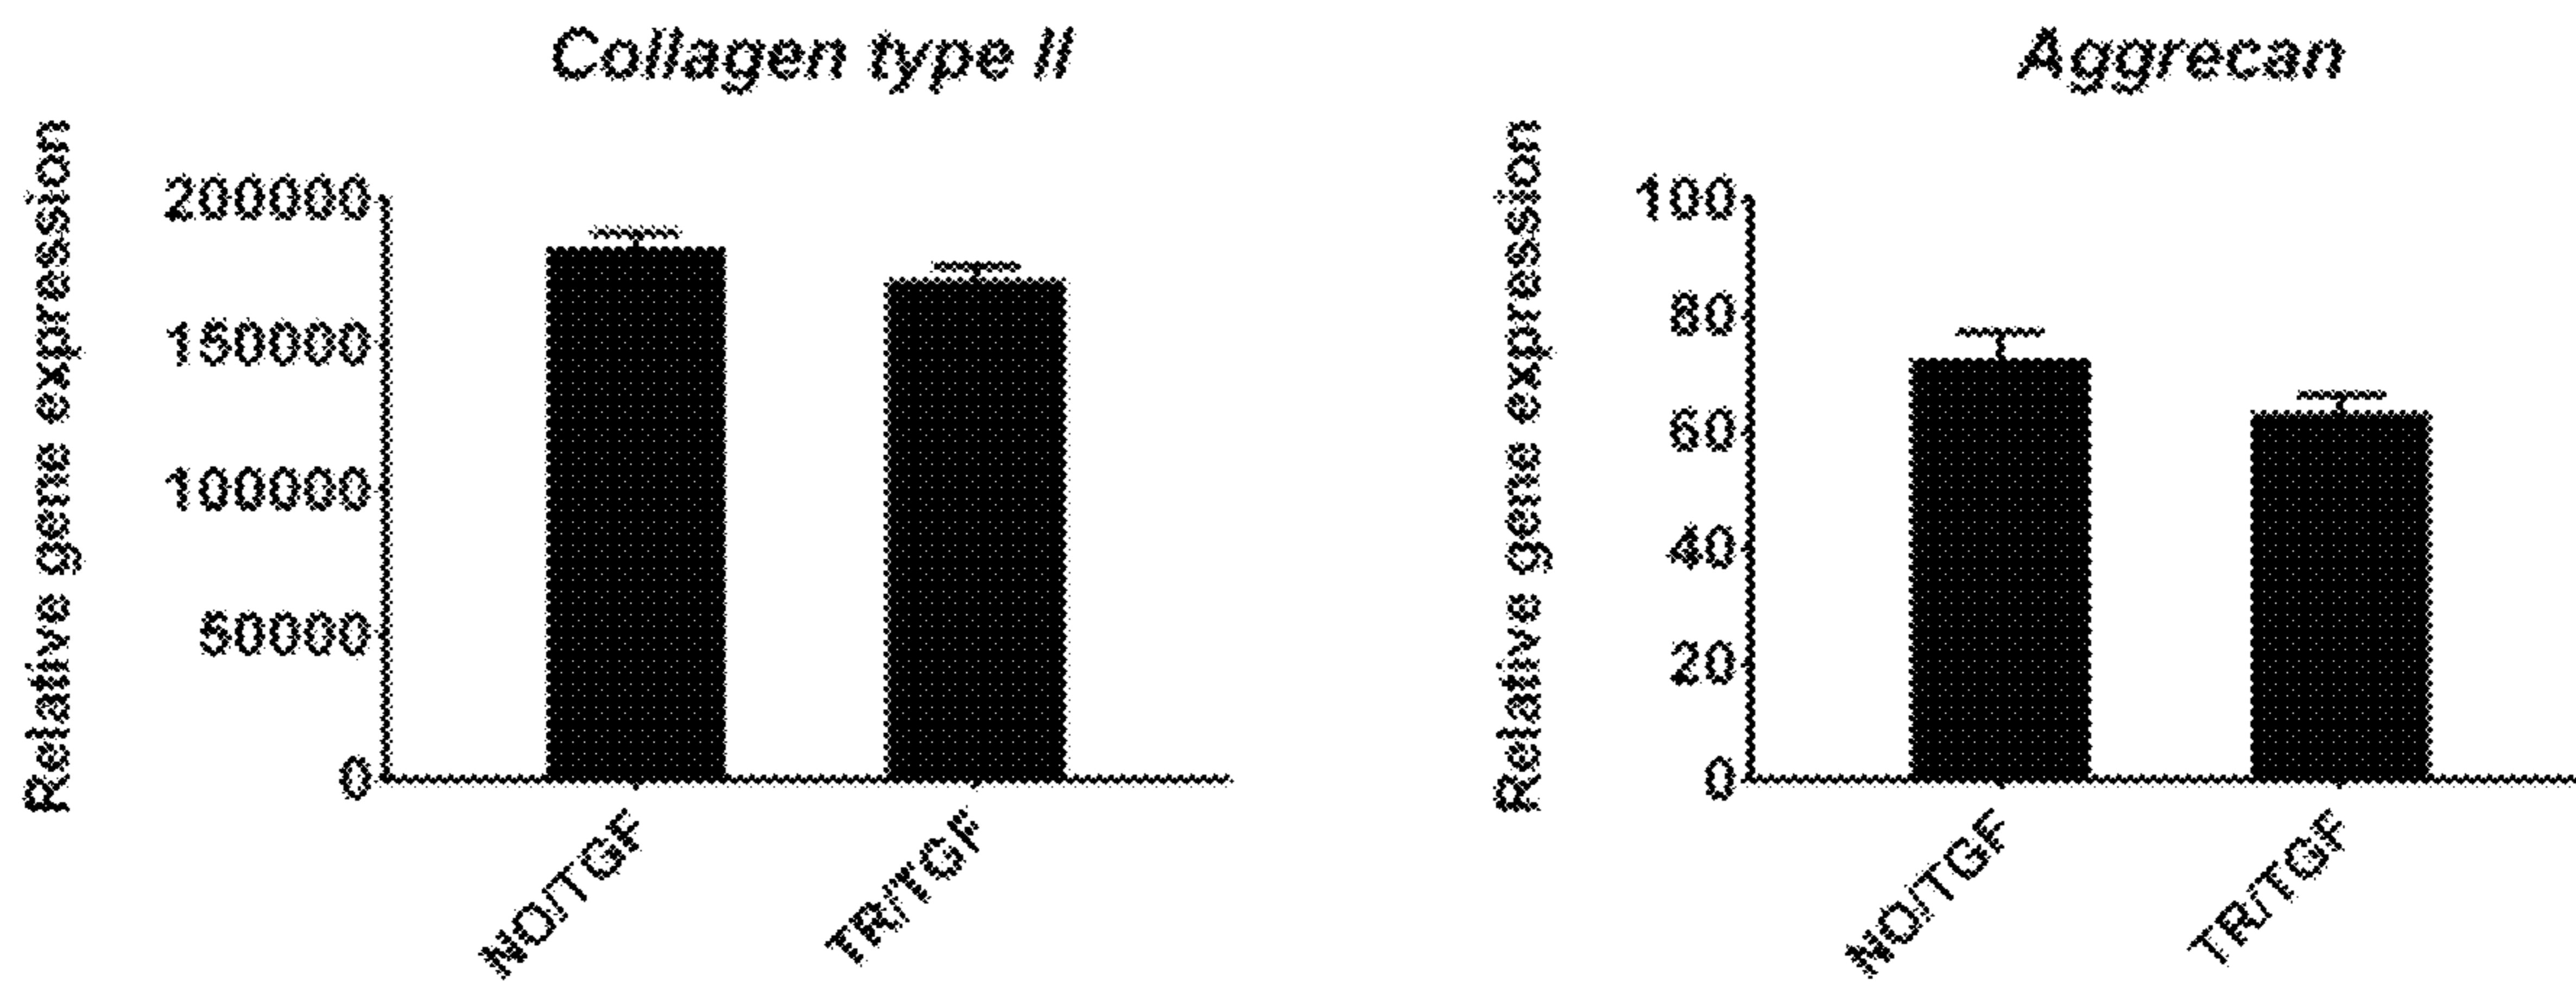 Collagen type II
Relative gene expression
200000
150000
100000
50000
0
NO/TGF
TR/TGF
Aggrecan
Relative gene expression
100
80
60
40
20
0
NO/TGF
TR/TGF